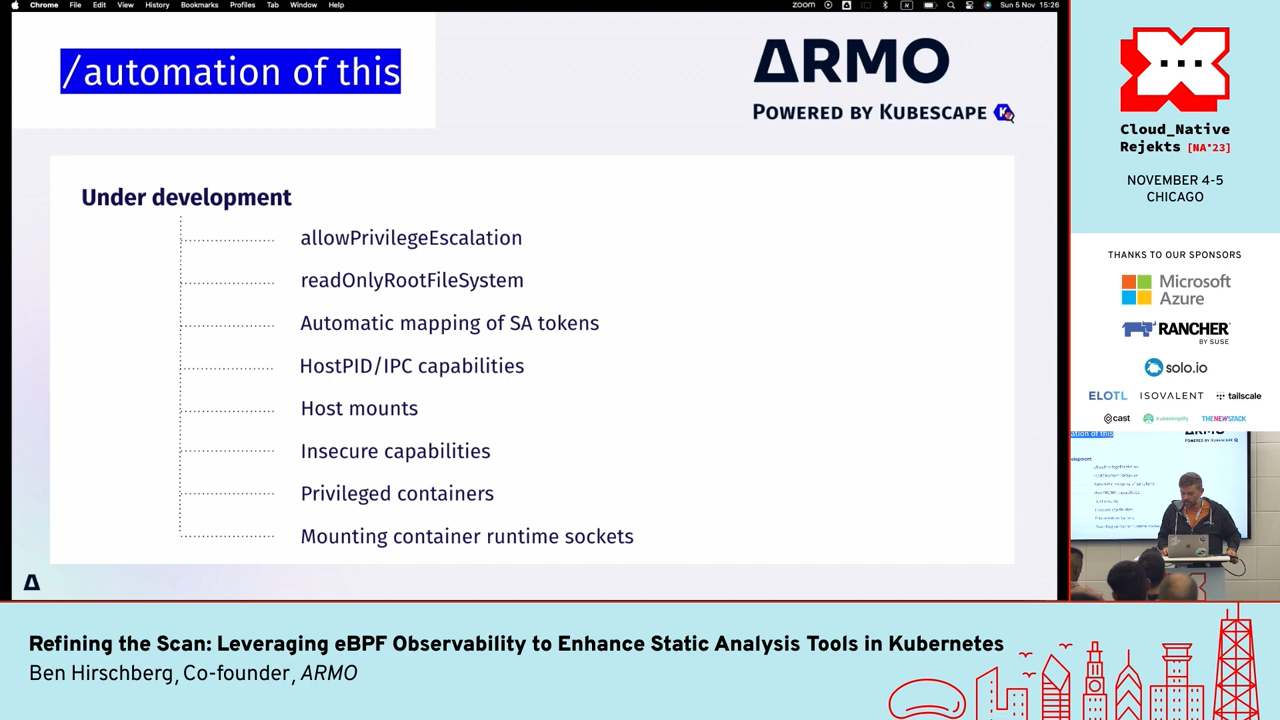 Chrome File Edit View History Bookmarks Profiles Tab Window Help
zoom
Sun 5 Nov 15:26
/automation of this
ARMO
POWERED BY KUBESCAPE
Under development
allowPrivilegeEscalation
readOnlyRootFileSystem
Automatic mapping of SA tokens
HostPID/IPC capabilities
Host mounts
Insecure capabilities
Privileged containers
Mounting container runtime sockets
Cloud_Native
Rejekts [NA'23]
NOVEMBER 4-5
CHICAGO
THANKS TO OUR SPONSORS
Microsoft
Azure
RANCHER
BY SUSE
solo.io
ELOTL ISOVALENT tailscale
cast Kubesimplify THENEWSTACK
Refining the Scan: Leveraging eBPF Observability to Enhance Static Analysis Tools in Kubernetes
Ben Hirschberg, Co-founder, ARMO